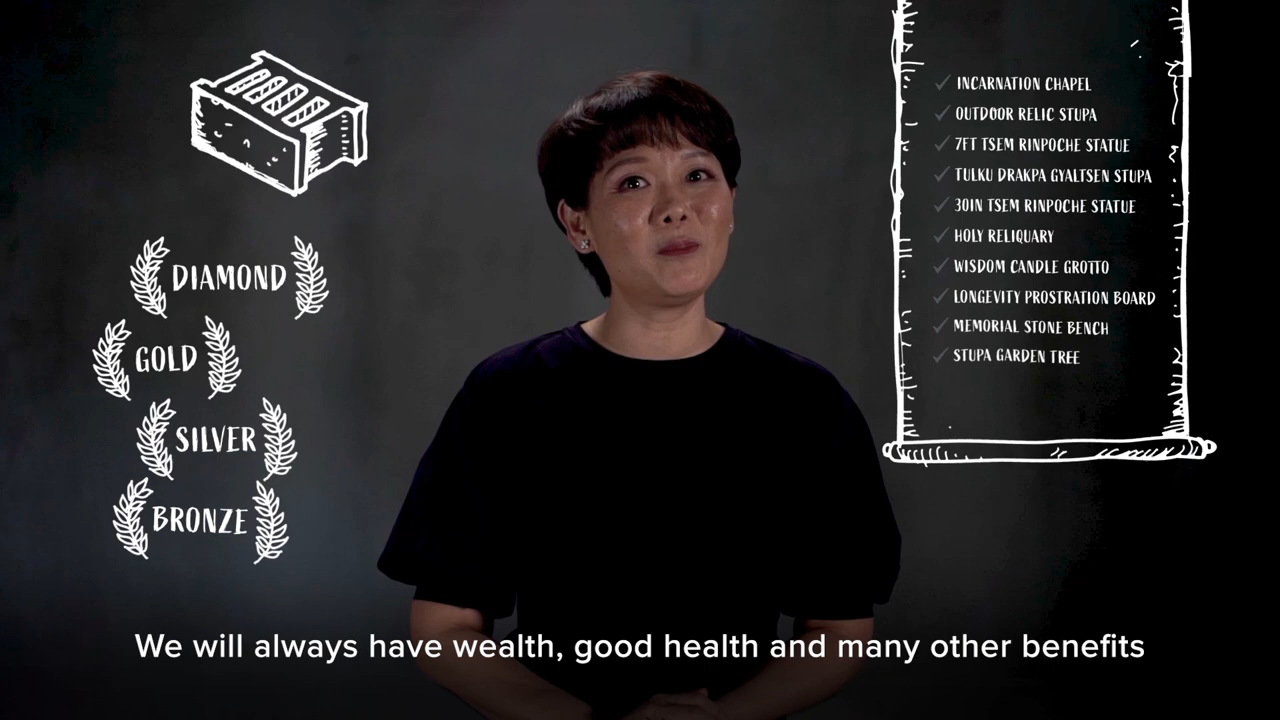 DIAMOND
GOLD
SILVER
BRONZE
INCARNATION CHAPEL
OUTDOOR RELIC STUPA
7FT TSEM RINPOCHE STATUE
TULKU DRAKPA GYALTSEN STUPA
30IN TSEM RINPOCHE STATUE
HOLY RELIQUARY
WISDOM CANDLE GROTTO
LONGEVITY PROSTRATION BOARD
MEMORIAL STONE BENCH
STUPA GARDEN TREE
We will always have wealth, good health and many other benefits